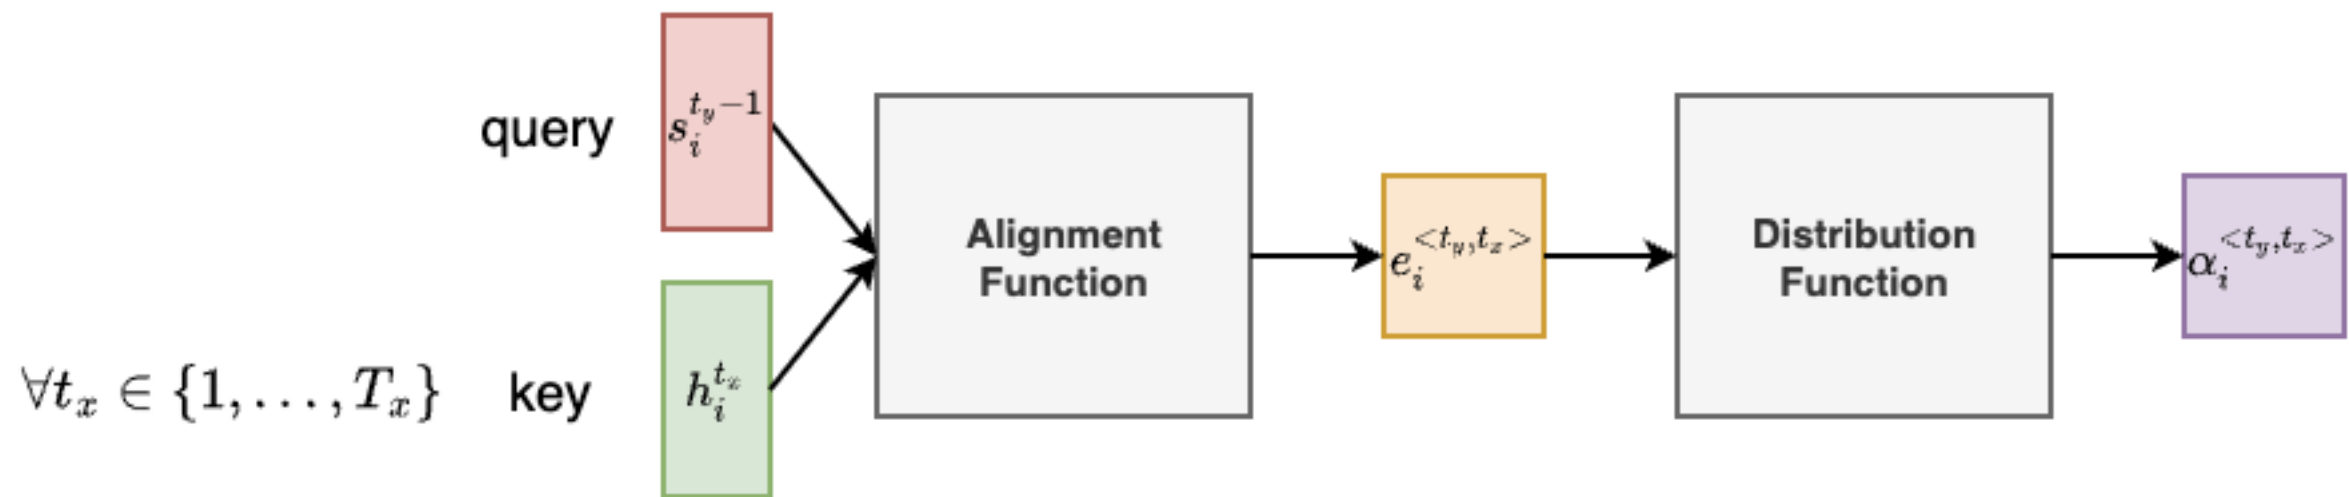 query
s_i^{t_y-1}
Alignment
Function
e_i^{<t_y,t_x>}
Distribution
Function
α_i^{<t_y,t_x>}
∀t_x ∈ {1, . . . , T_x} key
h_i^{t_x}